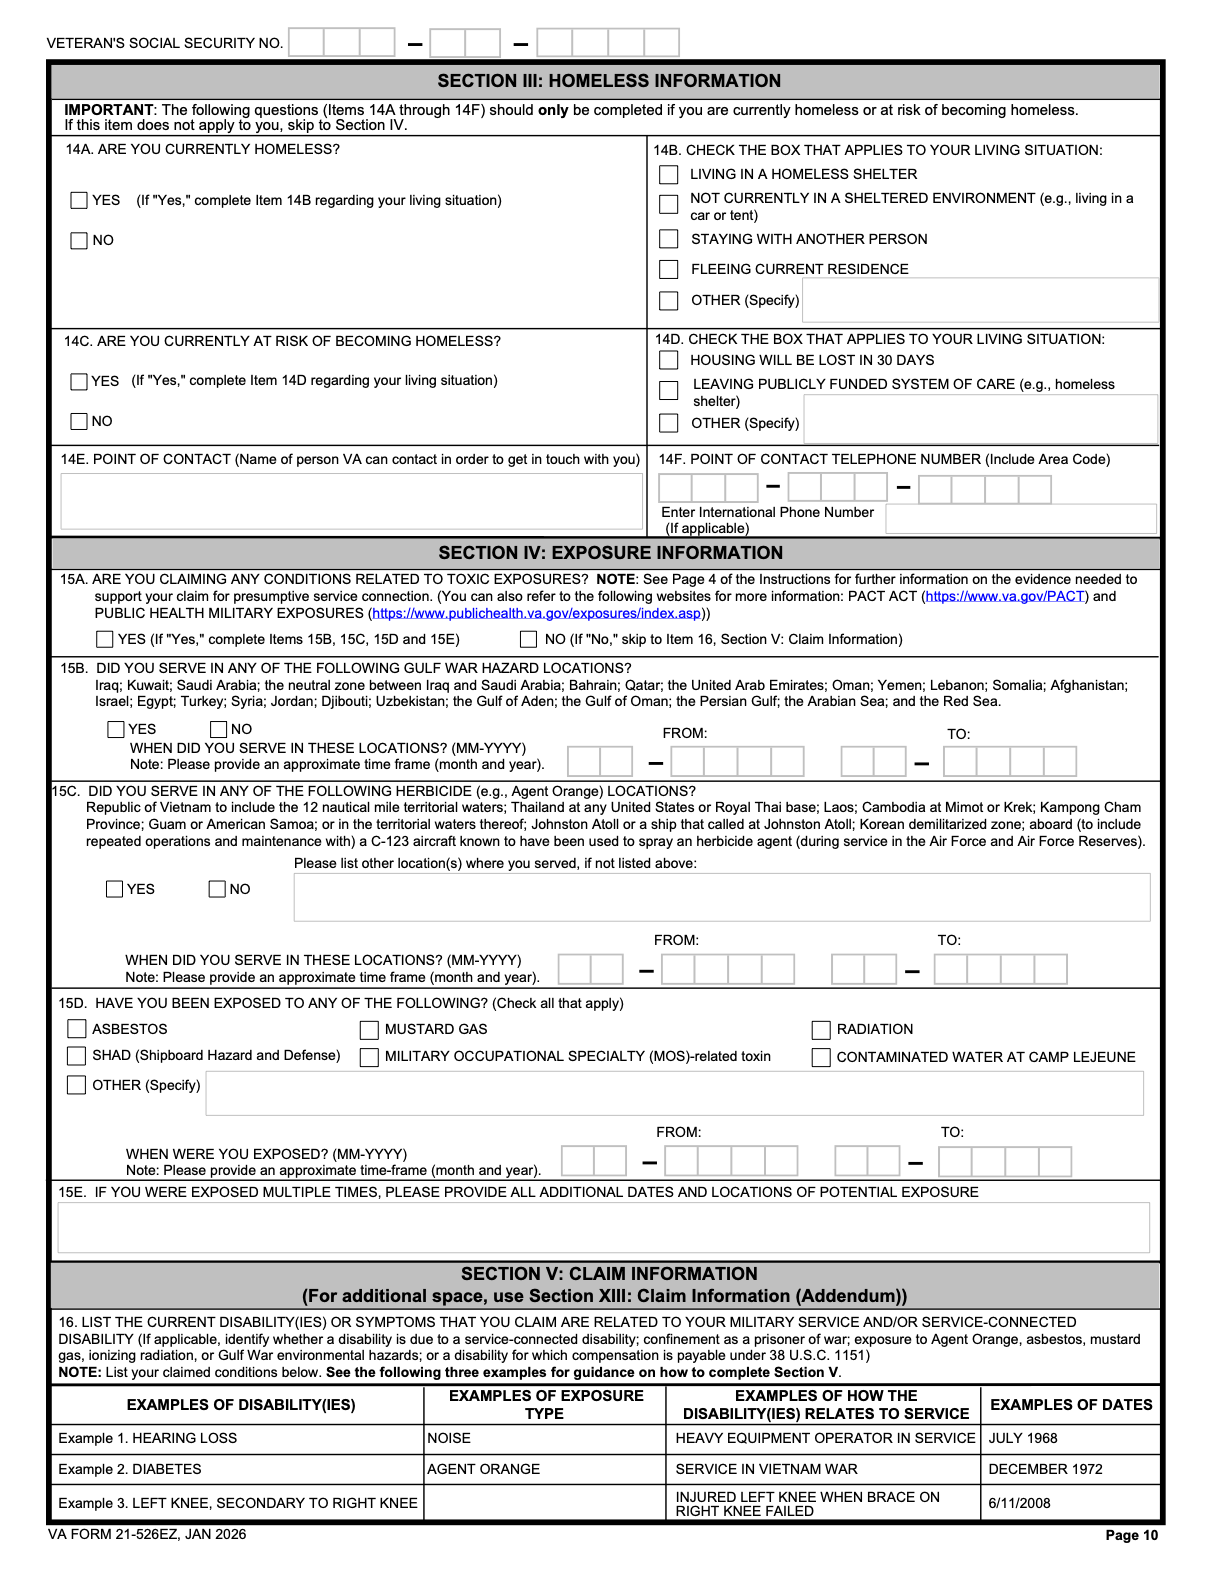 VETERAN'S SOCIAL SECURITY NO.
SECTION III: HOMELESS INFORMATION
IMPORTANT: The following questions (Items 14A through 14F) should only be completed if you are currently homeless or at risk of becoming homeless.
If this item does not apply to you, skip to Section IV.
14A. ARE YOU CURRENTLY HOMELESS?
YES (If "Yes," complete Item 14B regarding your living situation)
NO
14B. CHECK THE BOX THAT APPLIES TO YOUR LIVING SITUATION:
LIVING IN A HOMELESS SHELTER
NOT CURRENTLY IN A SHELTERED ENVIRONMENT (e.g., living in a
car or tent)
STAYING WITH ANOTHER PERSON
FLEEING CURRENT RESIDENCE
OTHER (Specify)
14C. ARE YOU CURRENTLY AT RISK OF BECOMING HOMELESS?
YES (If "Yes," complete Item 14D regarding your living situation)
NO
14D. CHECK THE BOX THAT APPLIES TO YOUR LIVING SITUATION:
HOUSING WILL BE LOST IN 30 DAYS
LEAVING PUBLICLY FUNDED SYSTEM OF CARE (e.g., homeless
shelter)
OTHER (Specify)
14E. POINT OF CONTACT (Name of person VA can contact in order to get in touch with you)
14F. POINT OF CONTACT TELEPHONE NUMBER (Include Area Code)
Enter International Phone Number
(If applicable)
SECTION IV: EXPOSURE INFORMATION
15A. ARE YOU CLAIMING ANY CONDITIONS RELATED TO TOXIC EXPOSURES? NOTE: See Page 4 of the Instructions for further information on the evidence needed to
support your claim for presumptive service connection. (You can also refer to the following websites for more information: PACT ACT (https://www.va.gov/PACT) and
PUBLIC HEALTH MILITARY EXPOSURES (https://www.publichealth.va.gov/exposures/index.asp))
YES (If "Yes," complete Items 15B, 15C, 15D and 15E) NO (If "No," skip to Item 16, Section V: Claim Information)
15B. DID YOU SERVE IN ANY OF THE FOLLOWING GULF WAR HAZARD LOCATIONS?
Iraq; Kuwait; Saudi Arabia; the neutral zone between Iraq and Saudi Arabia; Bahrain; Qatar; the United Arab Emirates; Oman; Yemen; Lebanon; Somalia; Afghanistan;
Israel; Egypt; Turkey; Syria; Jordan; Djibouti; Uzbekistan; the Gulf of Aden; the Gulf of Oman; the Persian Gulf; the Arabian Sea; and the Red Sea.
YES NO
FROM: TO:
WHEN DID YOU SERVE IN THESE LOCATIONS? (MM-YYYY)
Note: Please provide an approximate time frame (month and year).
15C. DID YOU SERVE IN ANY OF THE FOLLOWING HERBICIDE (e.g., Agent Orange) LOCATIONS?
Republic of Vietnam to include the 12 nautical mile territorial waters; Thailand at any United States or Royal Thai base; Laos; Cambodia at Mimot or Krek; Kampong Cham
Province; Guam or American Samoa; or in the territorial waters thereof; Johnston Atoll or a ship that called at Johnston Atoll; Korean demilitarized zone; aboard (to include
repeated operations and maintenance with) a C-123 aircraft known to have been used to spray an herbicide agent (during service in the Air Force and Air Force Reserves).
Please list other location(s) where you served, if not listed above:
YES NO
FROM: TO:
WHEN DID YOU SERVE IN THESE LOCATIONS? (MM-YYYY)
Note: Please provide an approximate time frame (month and year).
15D. HAVE YOU BEEN EXPOSED TO ANY OF THE FOLLOWING? (Check all that apply)
ASBESTOS MUSTARD GAS RADIATION
SHAD (Shipboard Hazard and Defense) MILITARY OCCUPATIONAL SPECIALTY (MOS)-related toxin CONTAMINATED WATER AT CAMP LEJEUNE
OTHER (Specify)
FROM: TO:
WHEN WERE YOU EXPOSED? (MM-YYYY)
Note: Please provide an approximate time-frame (month and year).
15E. IF YOU WERE EXPOSED MULTIPLE TIMES, PLEASE PROVIDE ALL ADDITIONAL DATES AND LOCATIONS OF POTENTIAL EXPOSURE
SECTION V: CLAIM INFORMATION
(For additional space, use Section XIII: Claim Information (Addendum))
16. LIST THE CURRENT DISABILITY(IES) OR SYMPTOMS THAT YOU CLAIM ARE RELATED TO YOUR MILITARY SERVICE AND/OR SERVICE-CONNECTED
DISABILITY (If applicable, identify whether a disability is due to a service-connected disability; confinement as a prisoner of war; exposure to Agent Orange, asbestos, mustard
gas, ionizing radiation, or Gulf War environmental hazards; or a disability for which compensation is payable under 38 U.S.C. 1151)
NOTE: List your claimed conditions below. See the following three examples for guidance on how to complete Section V.
EXAMPLES OF DISABILITY(IES)
EXAMPLES OF EXPOSURE
TYPE
EXAMPLES OF HOW THE
DISABILITY(IES) RELATES TO SERVICE
EXAMPLES OF DATES
Example 1. HEARING LOSS NOISE HEAVY EQUIPMENT OPERATOR IN SERVICE JULY 1968
Example 2. DIABETES AGENT ORANGE SERVICE IN VIETNAM WAR DECEMBER 1972
Example 3. LEFT KNEE, SECONDARY TO RIGHT KNEE
INJURED LEFT KNEE WHEN BRACE ON
RIGHT KNEE FAILED
6/11/2008
VA FORM 21-526EZ, JAN 2026 Page 10